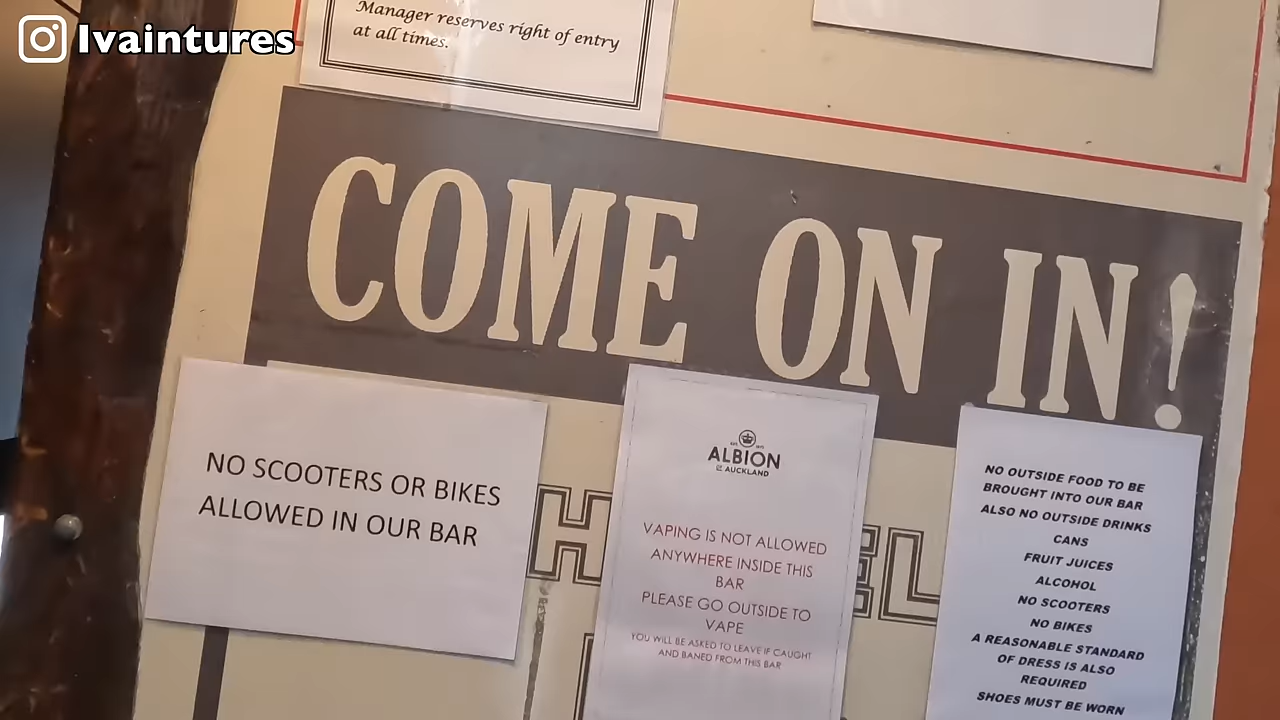 Ivaintures
Manager reserves right of entry
at all times.
COME ON IN!
NO SCOOTERS OR BIKES
ALLOWED IN OUR BAR
ALBION
AUCKLAND
VAPING IS NOT ALLOWED
ANYWHERE INSIDE THIS
BAR
PLEASE GO OUTSIDE TO
VAPE
YOU WILL BE ASKED TO LEAVE IF CAUGHT
AND BANED FROM THIS BAR
NO OUTSIDE FOOD TO BE
BROUGHT INTO OUR BAR
ALSO NO OUTSIDE DRINKS
CANS
FRUIT JUICES
ALCOHOL
NO SCOOTERS
NO BIKES
A REASONABLE STANDARD
OF DRESS IS ALSO
REQUIRED
SHOES MUST BE WORN